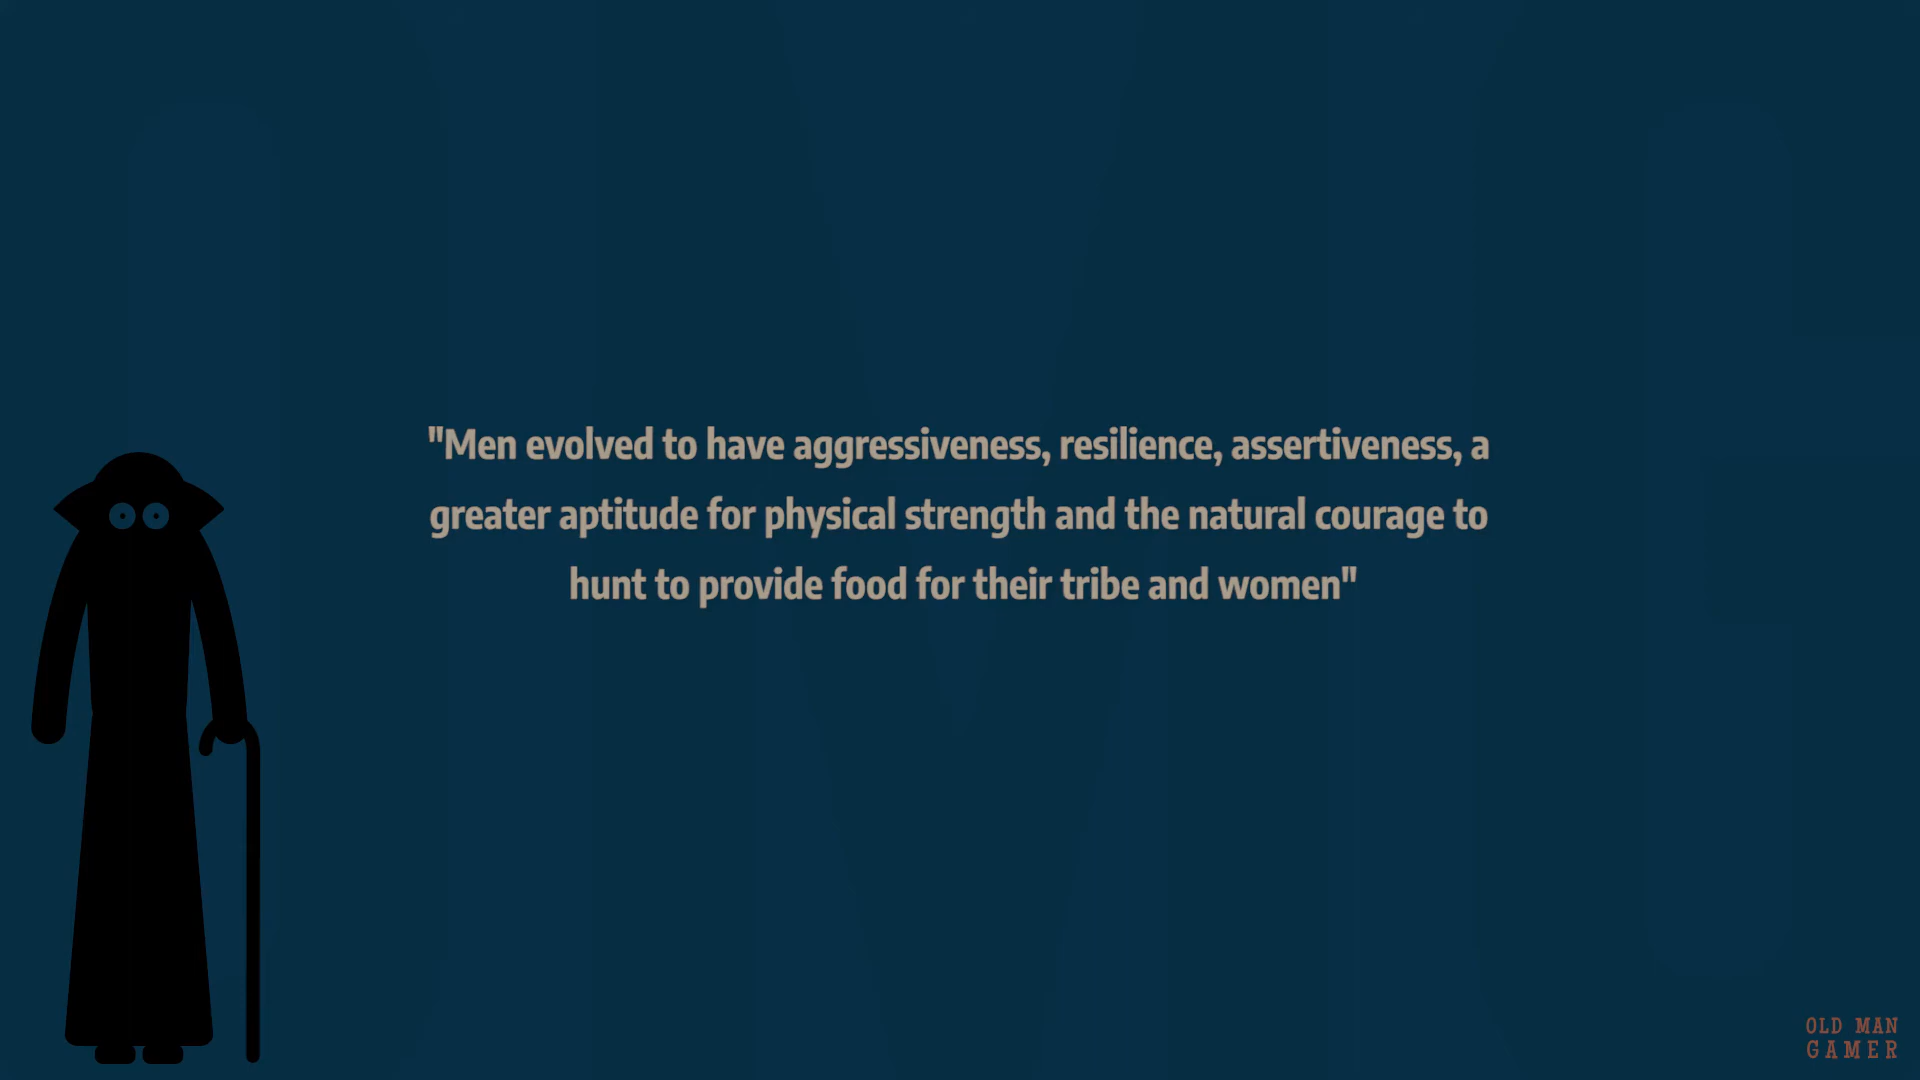 "Men evolved to have aggressiveness, resilience, assertiveness, a
greater aptitude for physical strength and the natural courage to
hunt to provide food for their tribe and women"
OLD MAN
GAMER